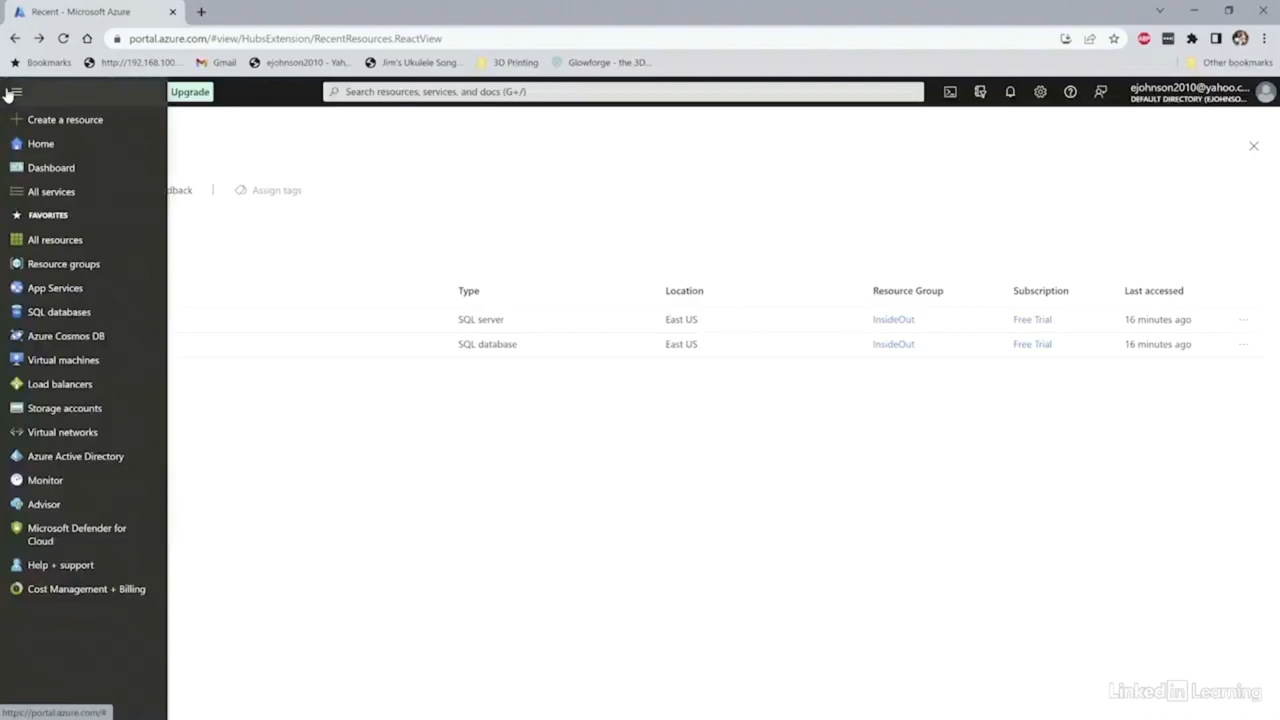 Recent - Microsoft Azure
portal.azure.com/#view/HubsExtension/RecentResources.ReactView
Bookmarks
http://192.168.100....
Gmail
ejohnson2010 - Yah...
Jim's Ukulele Song...
3D Printing
Glowforge - the 3D...
Other bookmarks
Upgrade
Search resources, services, and docs (G+/)
ejohnson2010@yahoo.c...
DEFAULT DIRECTORY (EJOHNSO...
Create a resource
Home
Dashboard
All services
FAVORITES
All resources
Resource groups
App Services
SQL databases
Azure Cosmos DB
Virtual machines
Load balancers
Storage accounts
Virtual networks
Azure Active Directory
Monitor
Advisor
Microsoft Defender for
Cloud
Help + support
Cost Management + Billing
dback | Assign tags
Type Location Resource Group Subscription Last accessed
SQL server East US InsideOut Free Trial 16 minutes ago ...
SQL database East US InsideOut Free Trial 16 minutes ago ...
https://portal.azure.com/#
Linked in Learning